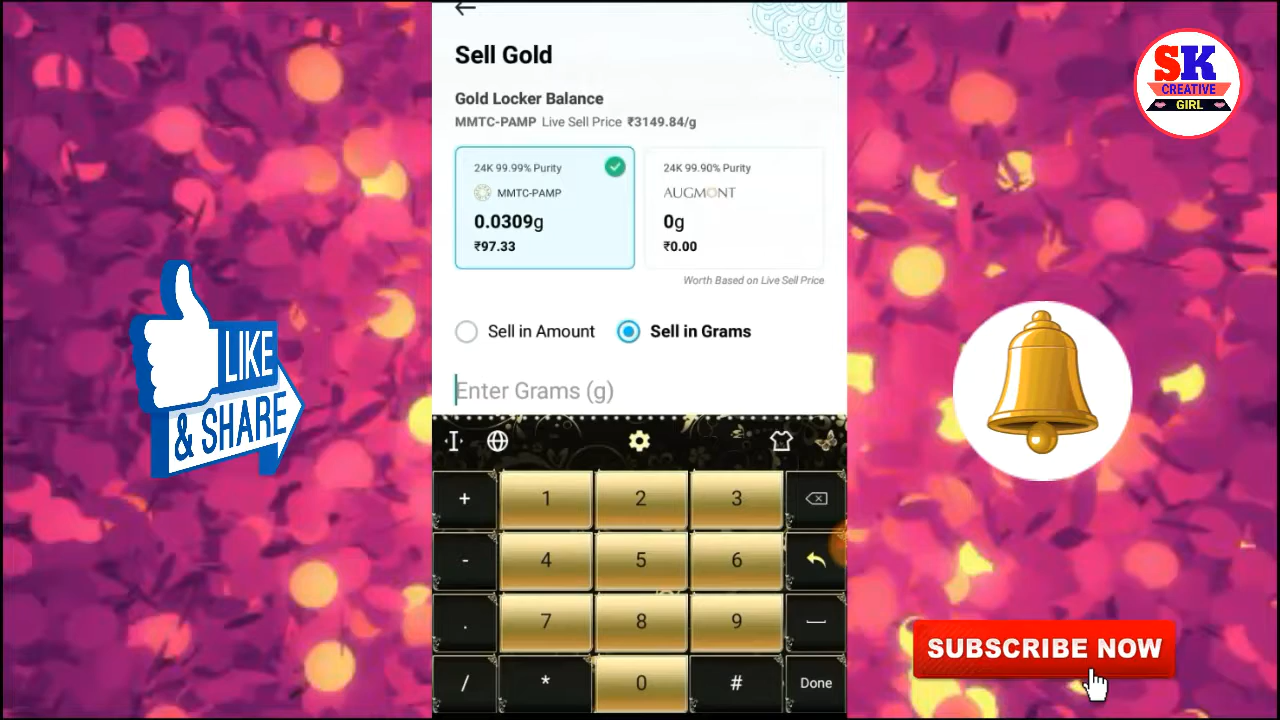 Sell Gold
Gold Locker Balance
MMTC-PAMP Live Sell Price ₹3149.84/g
24K 99.99% Purity
MMTC-PAMP
0.0309g
₹97.33
24K 99.90% Purity
AUGMONT
0g
₹0.00
Worth Based on Live Sell Price
Sell in Amount
Sell in Grams
Enter Grams (g)
+ 1 2 3
- 4 5 6
. 7 8 9
/ * 0 # Done
LIKE
& SHARE
SK
CREATIVE
GIRL
SUBSCRIBE NOW